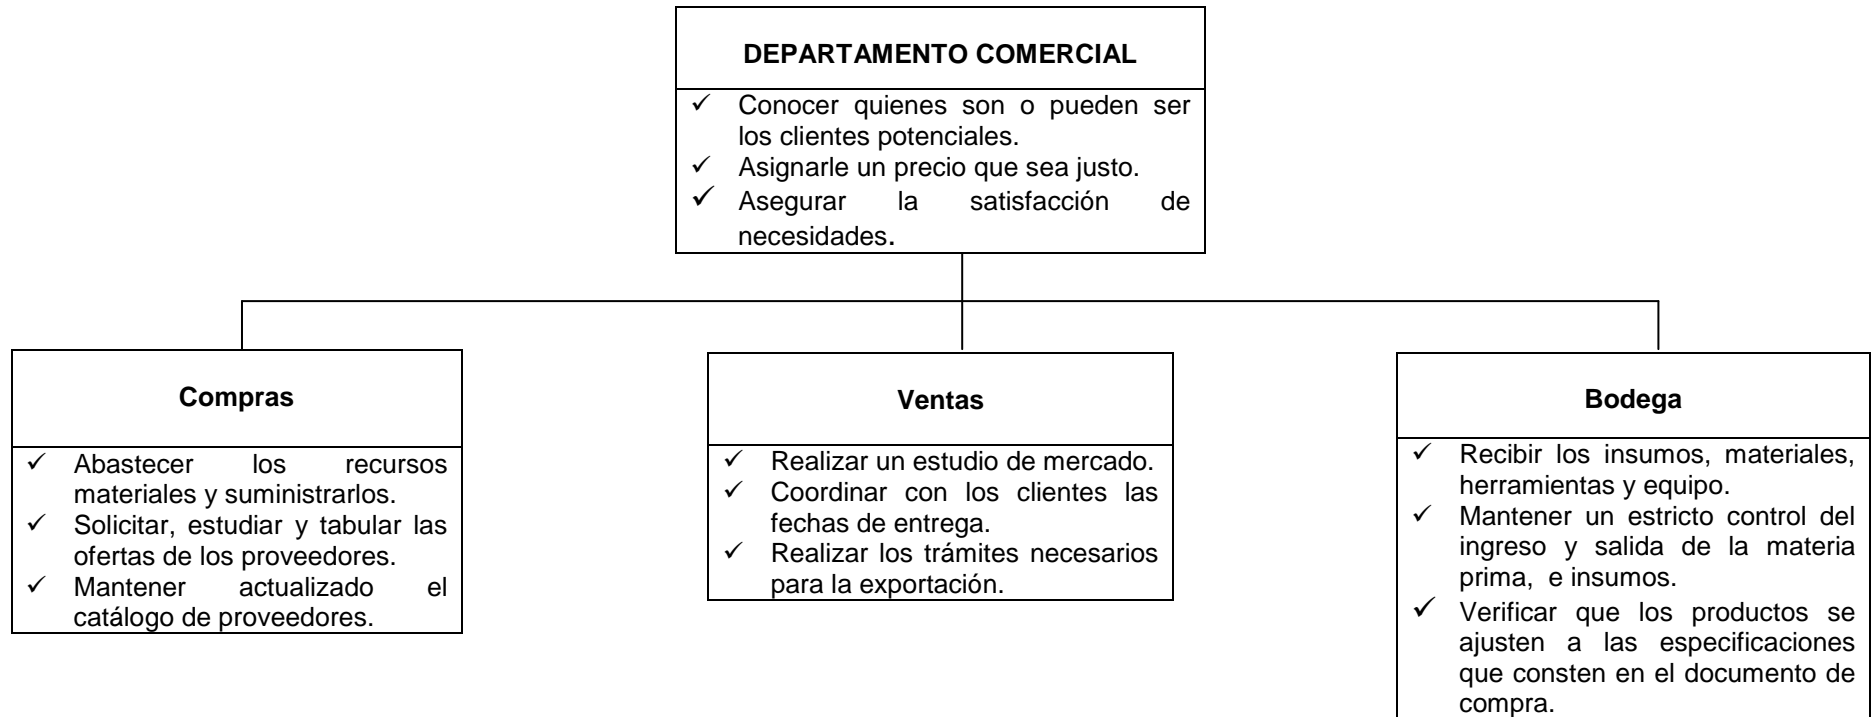 DEPARTAMENTO COMERCIAL
✓ Conocer quienes son o pueden ser
los clientes potenciales.
✓ Asignarle un precio que sea justo.
✓ Asegurar la satisfacción de
necesidades.
Compras
✓ Abastecer los recursos
materiales y suministrarlos.
✓ Solicitar, estudiar y tabular las
ofertas de los proveedores.
✓ Mantener actualizado el
catálogo de proveedores.
Ventas
✓ Realizar un estudio de mercado.
✓ Coordinar con los clientes las
fechas de entrega.
✓ Realizar los trámites necesarios
para la exportación.
Bodega
✓ Recibir los insumos, materiales,
herramientas y equipo.
✓ Mantener un estricto control del
ingreso y salida de la materia
prima, e insumos.
✓ Verificar que los productos se
ajusten a las especificaciones
que consten en el documento de
compra.